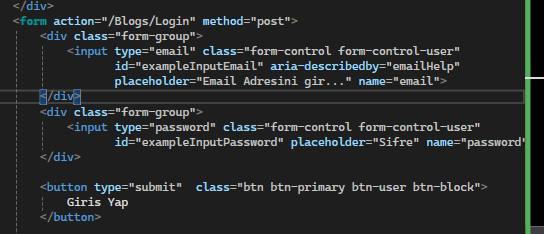 </div>
<form action="/Blogs/Login" method="post">
<div class="form-group">
<input type="email" class="form-control form-control-user"
id="exampleInputEmail" aria-describedby="emailHelp"
placeholder="Email Adresini gir..." name="email">
</div>
<div class="form-group">
<input type="password" class="form-control form-control-user"
id="exampleInputPassword" placeholder="Sifre" name="password"
</div>
<button type="submit"  class="btn btn-primary btn-user btn-block">
Giris Yap
</button>